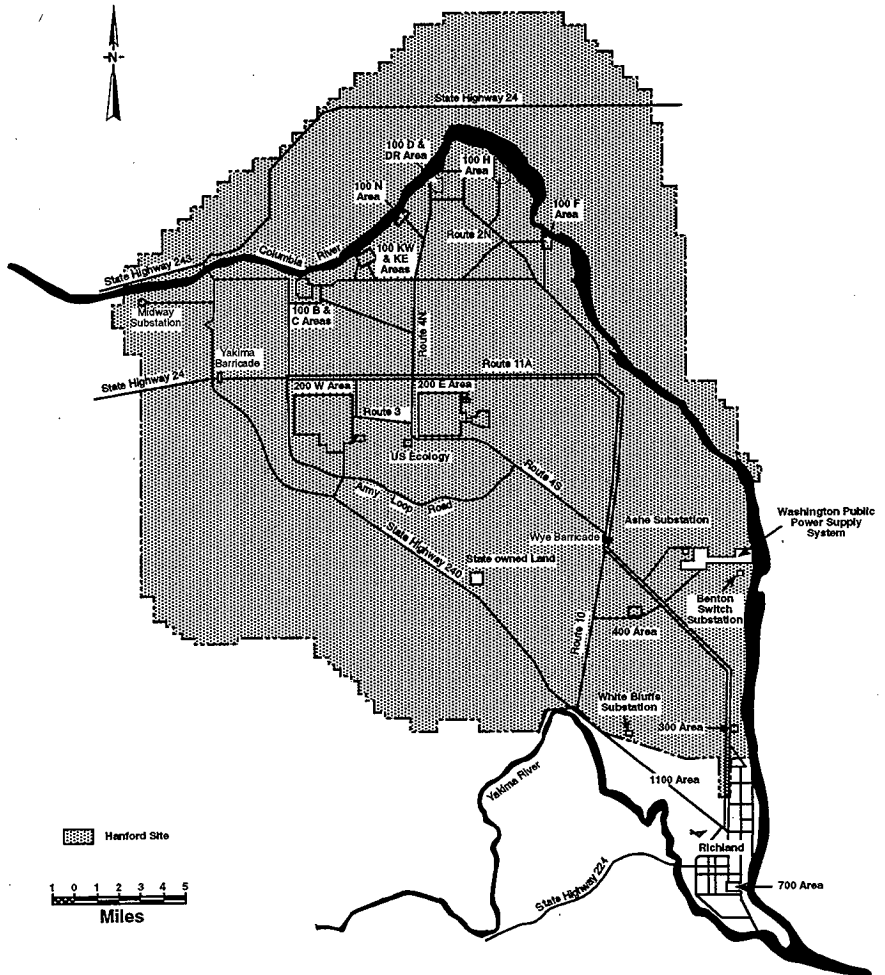 N
State Highway 24
100 D &
DR Area
100 H
Area
100 N
Area
100 F
Area
Route 2N
Columbia River
100 KW
& KE
Areas
State Highway 243
Midway
Substation
100 B &
C Areas
Route 4N
Yakima
Barricade
Route 11A
State Highway 24
200 W Area
200 E Area
Route 3
US Ecology
Route 4S
Army Loop Road
Ashe Substation
Washington Public
Power Supply
System
Wye Barricade
State Highway 240
State owned Land
Benton
Switch
Substation
400 Area
Route 10
White Bluffs
Substation
300 Area
1100 Area
Yakima River
Hanford Site
Richland
State Highway 224
700 Area
1 0 1 2 3 4 5
Miles